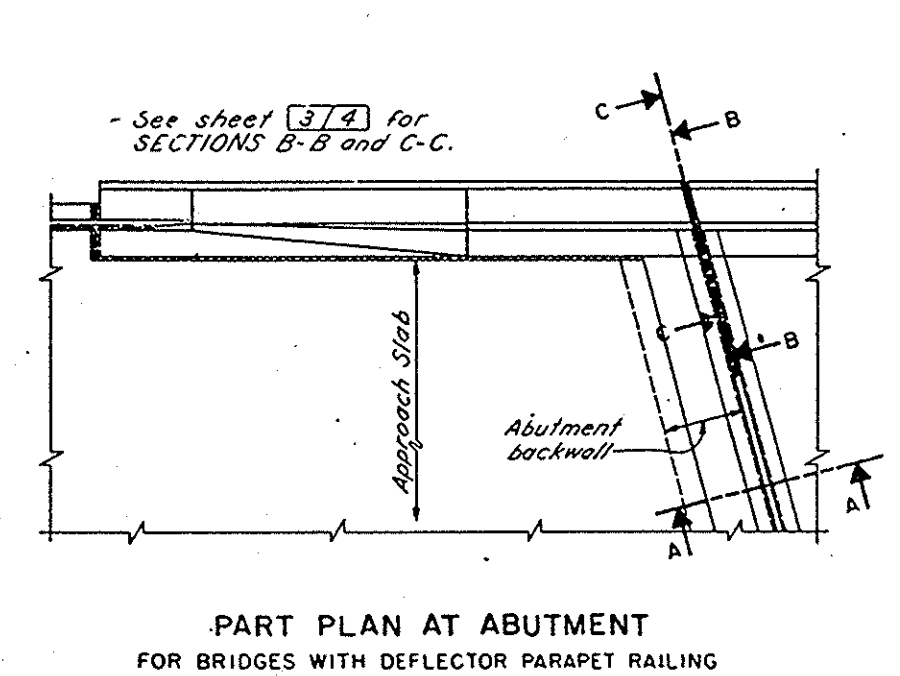 - See sheet 3/4 for
SECTIONS B-B and C-C.
C
B
Approach Slab
C
B
Abutment
backwall
A
A
PART PLAN AT ABUTMENT
FOR BRIDGES WITH DEFLECTOR PARAPET RAILING